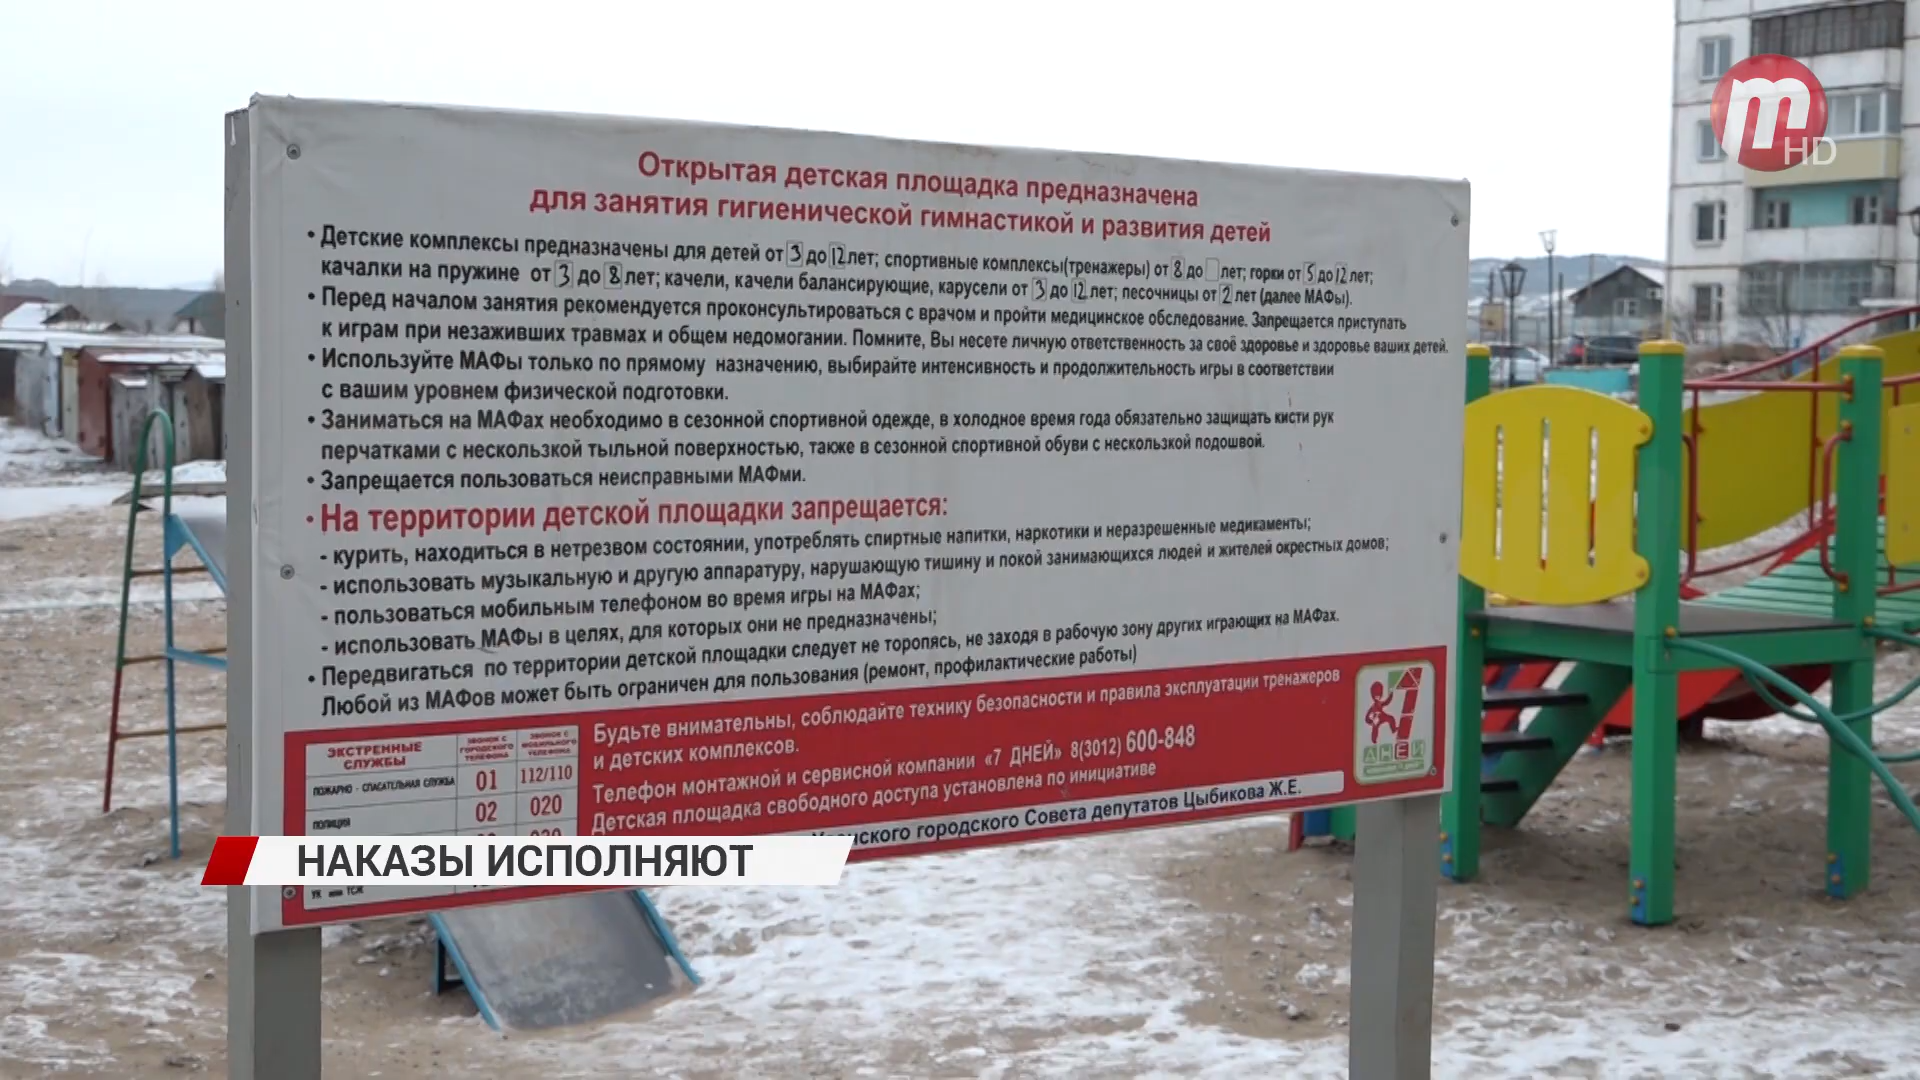 Открытая детская площадка предназначена
для занятия гигиенической гимнастикой и развития детей
• Детские комплексы предназначены для детей от 3 до 12 лет; спортивные комплексы(тренажеры) от 8 до лет; горки от 5 до 12 лет;
качалки на пружине от 3 до 8 лет; качели, качели балансирующие, карусели от 3 до 12 лет; песочницы от 2 лет (далее МАФы).
• Перед началом занятия рекомендуется проконсультироваться с врачом и пройти медицинское обследование. Запрещается приступать
к играм при незаживших травмах и общем недомогании. Помните, Вы несете личную ответственность за своё здоровье и здоровье ваших детей.
• Используйте МАФы только по прямому назначению, выбирайте интенсивность и продолжительность игры в соответствии
с вашим уровнем физической подготовки.
• Заниматься на МАФах необходимо в сезонной спортивной одежде, в холодное время года обязательно защищать кисти рук
перчатками с нескользкой тыльной поверхностью, также в сезонной спортивной обуви с нескользкой подошвой.
• Запрещается пользоваться неисправными МАФми.
• На территории детской площадки запрещается:
- курить, находиться в нетрезвом состоянии, употреблять спиртные напитки, наркотики и неразрешенные медикаменты;
- использовать музыкальную и другую аппаратуру, нарушающую тишину и покой занимающихся людей и жителей окрестных домов;
- пользоваться мобильным телефоном во время игры на МАФах;
- использовать МАФы в целях, для которых они не предназначены;
• Передвигаться по территории детской площадки следует не торопясь, не заходя в рабочую зону других играющих на МАФах.
Любой из МАФов может быть ограничен для пользования (ремонт, профилактические работы)
ЭКСТРЕННЫЕ СЛУЖБЫ ЗВОНОК С ГОРОДСКОГО ТЕЛЕФОНА ЗВОНОК С МОБИЛЬНОГО ТЕЛЕФОНА
ПОЖАРНО - СПАСАТЕЛЬНАЯ СЛУЖБА 01 112/110
ПОЛИЦИЯ 02 020
УК или ТСЖ
Будьте внимательны, соблюдайте технику безопасности и правила эксплуатации тренажеров
и детских комплексов.
Телефон монтажной и сервисной компании «7 ДНЕЙ» 8(3012) 600-848
Детская площадка свободного доступа установлена по инициативе
городского Совета депутатов Цыбикова Ж.Е.
7 ДНЕЙ
НАКАЗЫ ИСПОЛНЯЮТ
m HD